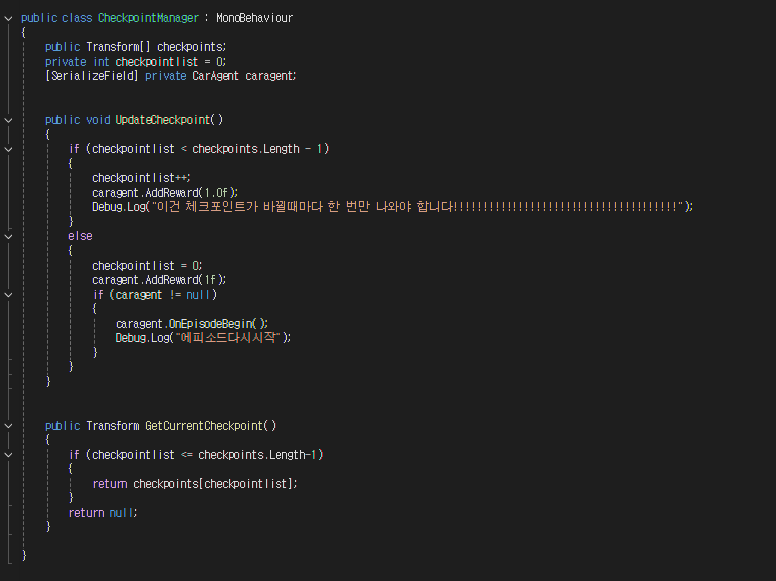 public class CheckpointManager : MonoBehaviour
{
public Transform[] checkpoints;
private int checkpointlist = 0;
[SerializeField] private CarAgent caragent;
public void UpdateCheckpoint()
{
if (checkpointlist < checkpoints.Length - 1)
{
checkpointlist++;
caragent.AddReward(1.0f);
Debug.Log("이건 체크포인트가 바뀔때마다 한 번만 나와야 합니다!!!!!!!!!!!!!!!!!!!!!!!!!!!!!!!!!!!!!!");
}
else
{
checkpointlist = 0;
caragent.AddReward(1f);
if (caragent != null)
{
caragent.OnEpisodeBegin();
Debug.Log("에피소드다시시작");
}
}
}
public Transform GetCurrentCheckpoint()
{
if (checkpointlist <= checkpoints.Length-1)
{
return checkpoints[checkpointlist];
}
return null;
}
}